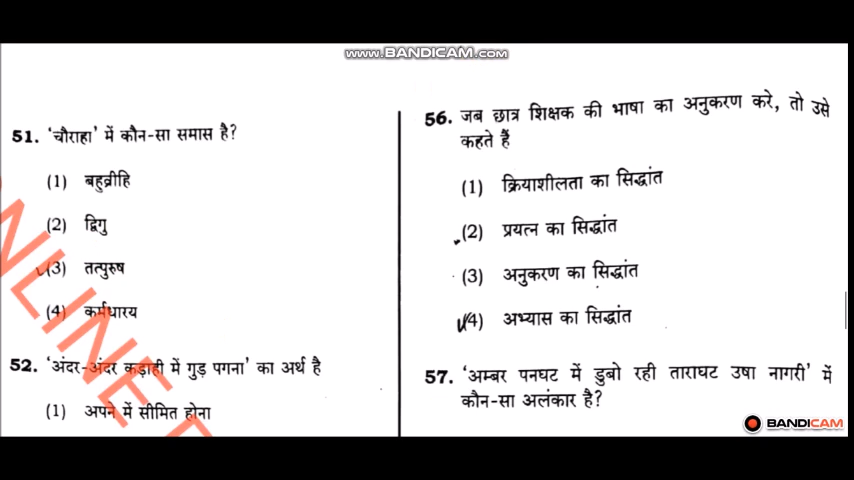 www.BANDICAM.com
51. 'चौराहा' में कौन-सा समास है?
(1) बहुव्रीहि
(2) द्विगु
(3) तत्पुरुष
(4) कर्मधारय
52. 'अंदर-अंदर कड़ाही में गुड़ पगना' का अर्थ है
(1) अपने में सीमित होना
56. जब छात्र शिक्षक की भाषा का अनुकरण करे, तो उसे
कहते हैं
(1) क्रियाशीलता का सिद्धांत
(2) प्रयत्न का सिद्धांत
(3) अनुकरण का सिद्धांत
(4) अभ्यास का सिद्धांत
57. 'अम्बर पनघट में डुबो रही ताराघट उषा नागरी' में
कौन-सा अलंकार है?
NLINE
BANDICAM